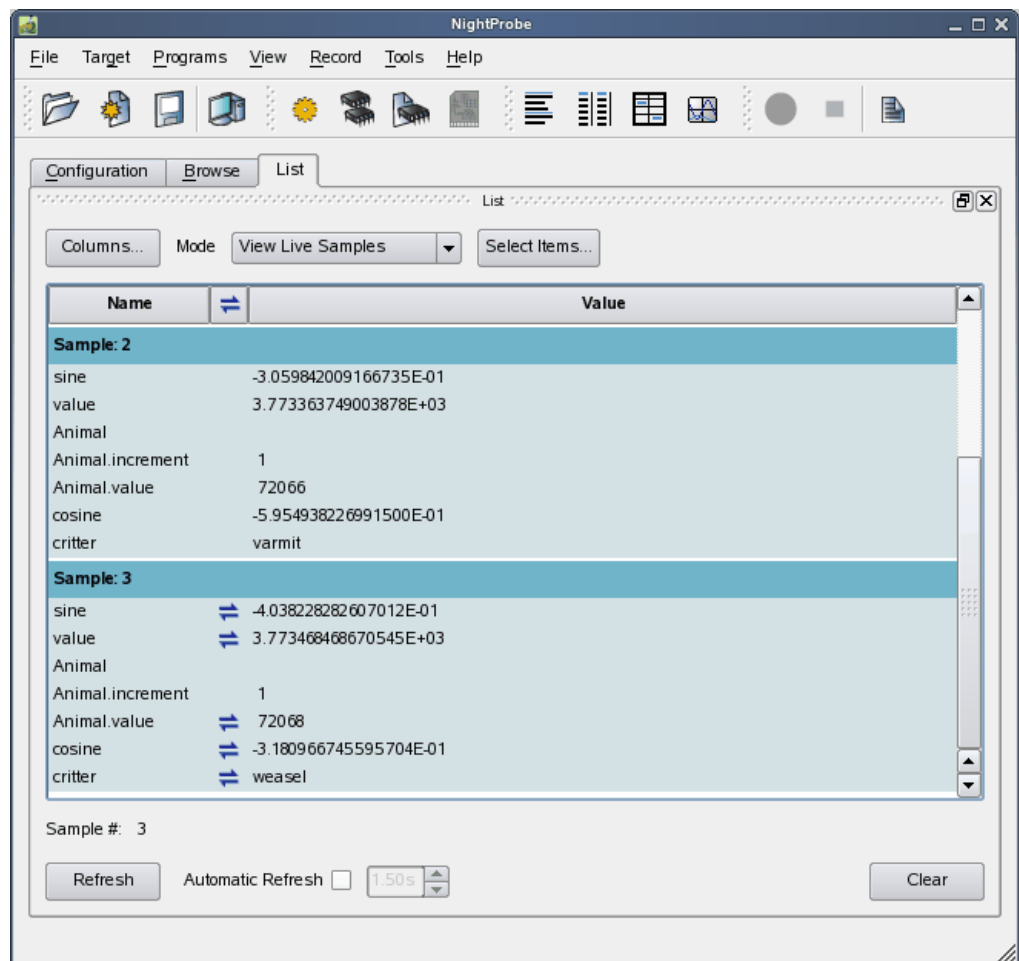 NightProbe
File Target Programs View Record Tools Help
Configuration Browse List
List
Columns... Mode View Live Samples Select Items...
Name Value
Sample: 2
sine -3.059842009166735E-01
value 3.773363749003878E+03
Animal
Animal.increment 1
Animal.value 72066
cosine -5.954938226991500E-01
critter varmit
Sample: 3
sine -4.038228282607012E-01
value 3.773468468670545E+03
Animal
Animal.increment 1
Animal.value 72068
cosine -3.180966745595704E-01
critter weasel
Sample #: 3
Refresh Automatic Refresh 1.50s Clear